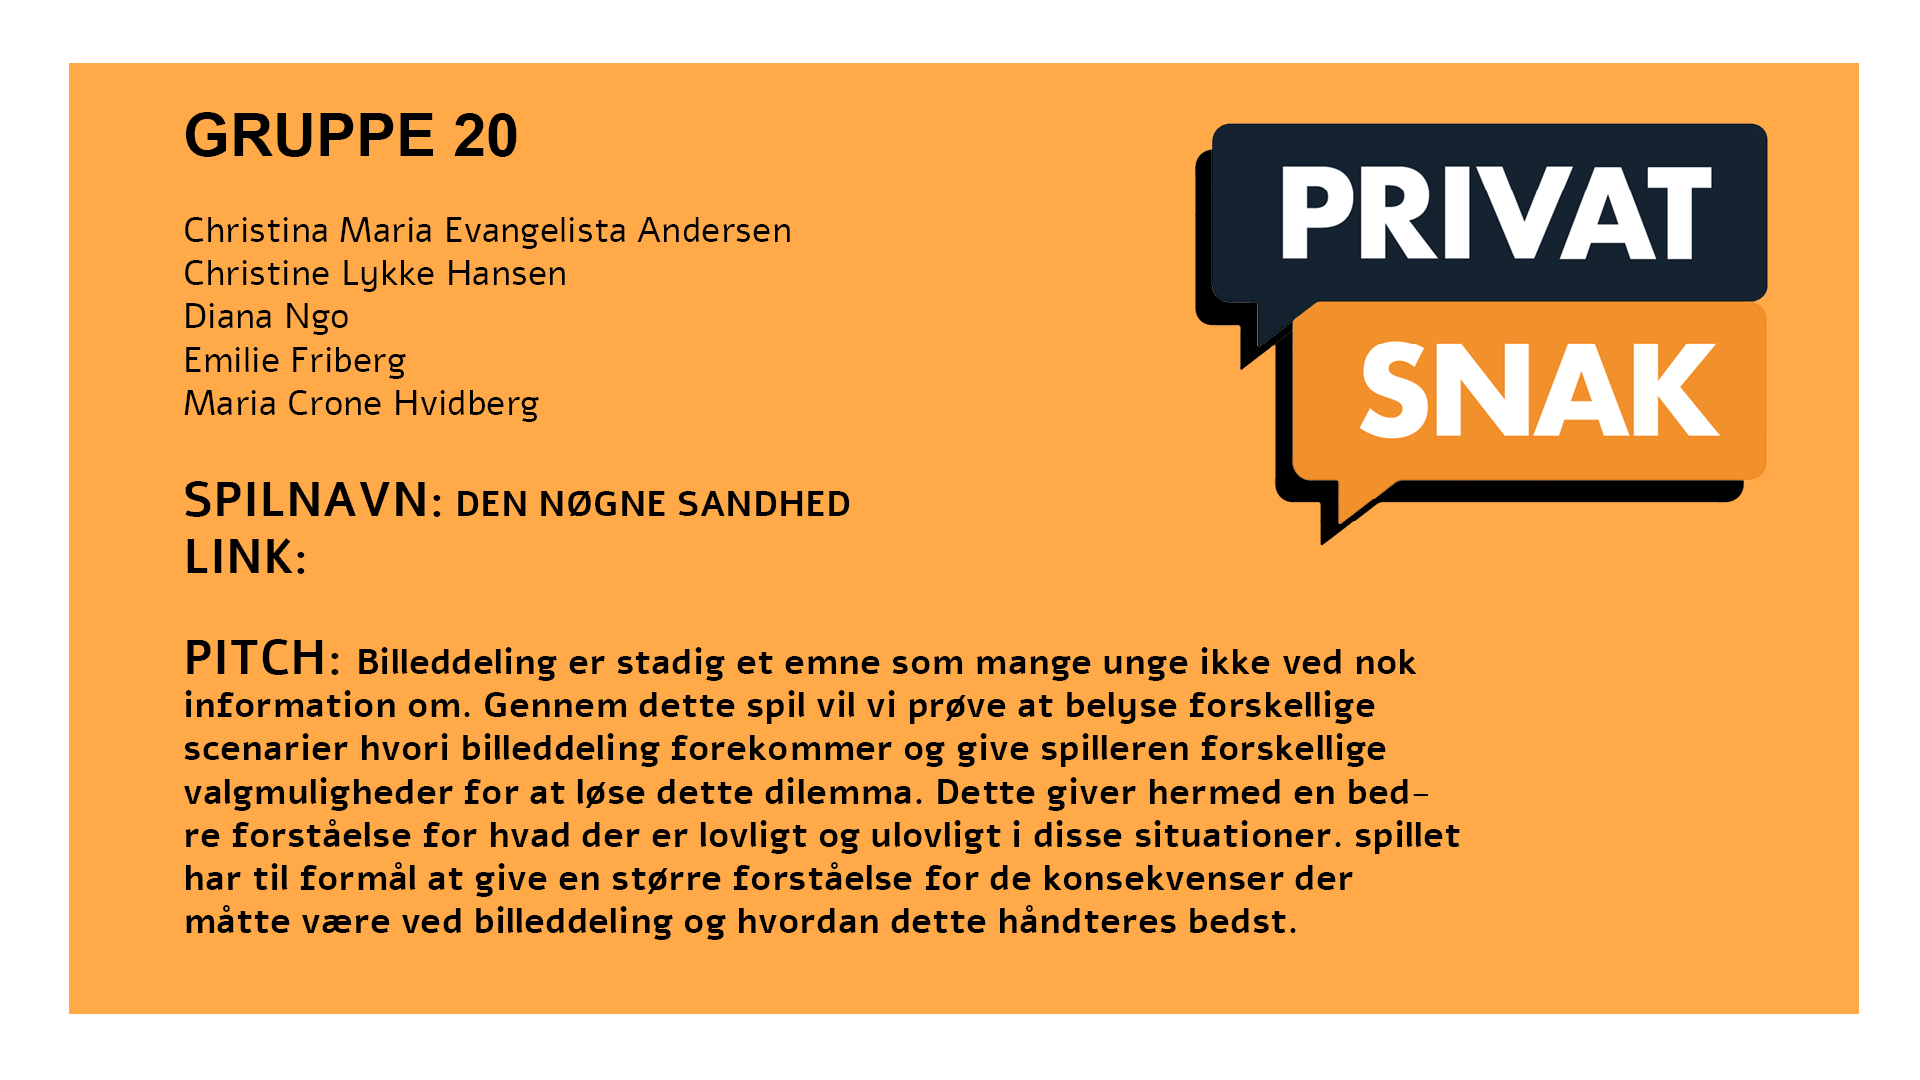 GRUPPE 20
PRIVAT
SNAK
Christina Maria Evangelista Andersen
Christine Lykke Hansen
Diana Ngo
Emilie Friberg
Maria Crone Hvidberg
SPILNAVN: DEN NØGNE SANDHED
LINK:
PITCH: Billeddeling er stadig et emne som mange unge ikke ved nok
information om. Gennem dette spil vil vi prøve at belyse forskellige
scenarier hvori billeddeling forekommer og give spilleren forskellige
valgmuligheder for at løse dette dilemma. Dette giver hermed en bed-
re forståelse for hvad der er lovligt og ulovligt i disse situationer. spillet
har til formål at give en større forståelse for de konsekvenser der
måtte være ved billeddeling og hvordan dette håndteres bedst.